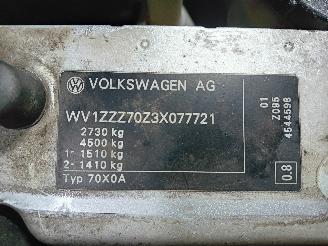 VOLKSWAGEN AG
WV1ZZZ70Z3X077721
2730 kg
4500 kg
1- 1510 kg
2- 1410 kg
Typ 70X0A
01
Z095
4544598
0.8